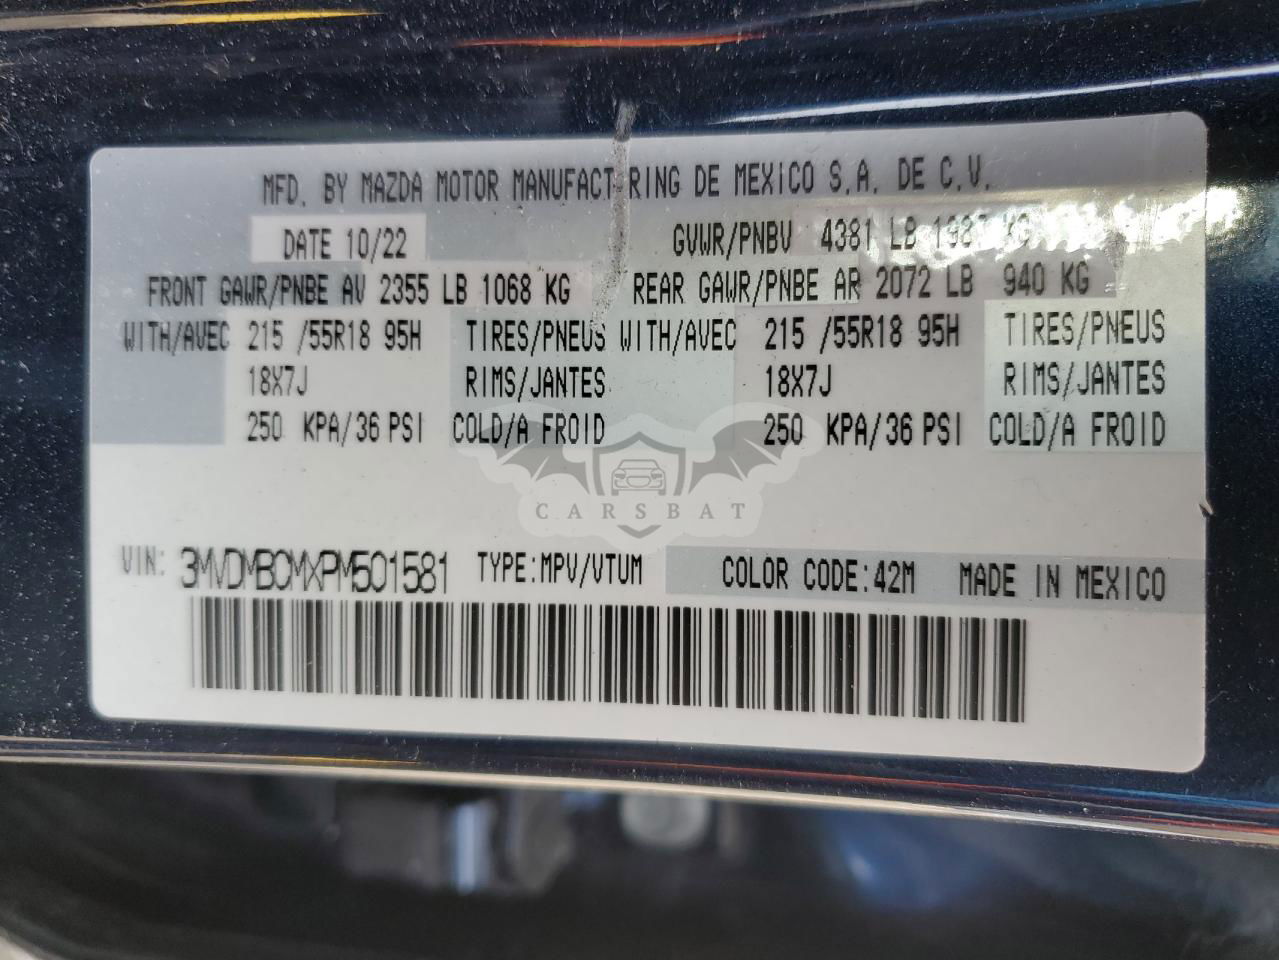 MFD. BY MAZDA MOTOR MANUFACTURING DE MEXICO S.A. DE C.V.
DATE 10/22 GVWR/PNBV 4381 LB 1987 KG
FRONT GAWR/PNBE AV 2355 LB 1068 KG REAR GAWR/PNBE AR 2072 LB 940 KG
WITH/AVEC 215 /55R18 95H TIRES/PNEUS WITH/AVEC 215 /55R18 95H TIRES/PNEUS
18X7J RIMS/JANTES 18X7J RIMS/JANTES
250 KPA/36 PSI COLD/A FROID 250 KPA/36 PSI COLD/A FROID
CARSBAT
VIN: 3MVDMBCMXPM501581 TYPE:MPV/VTUM COLOR CODE:42M MADE IN MEXICO